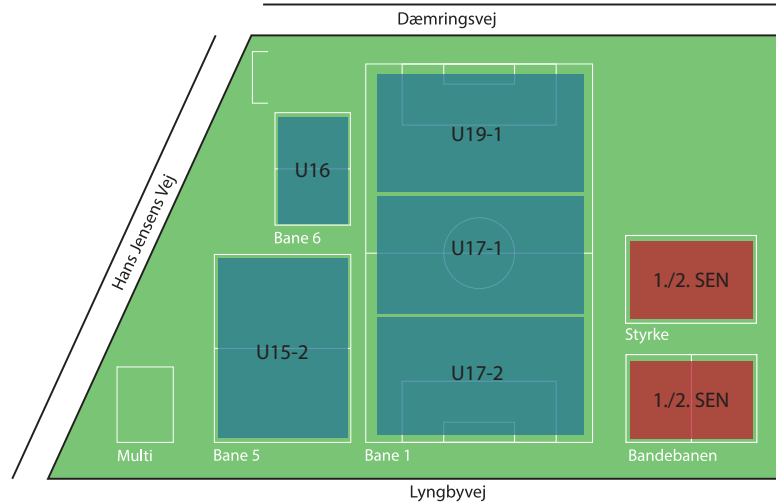 Dæmringsvej
Hans Jensens Vej
U19-1
U16
Bane 6
U17-1
1./2. SEN
Styrke
U15-2
U17-2
1./2. SEN
Multi
Bane 5
Bane 1
Bandebanen
Lyngbyvej